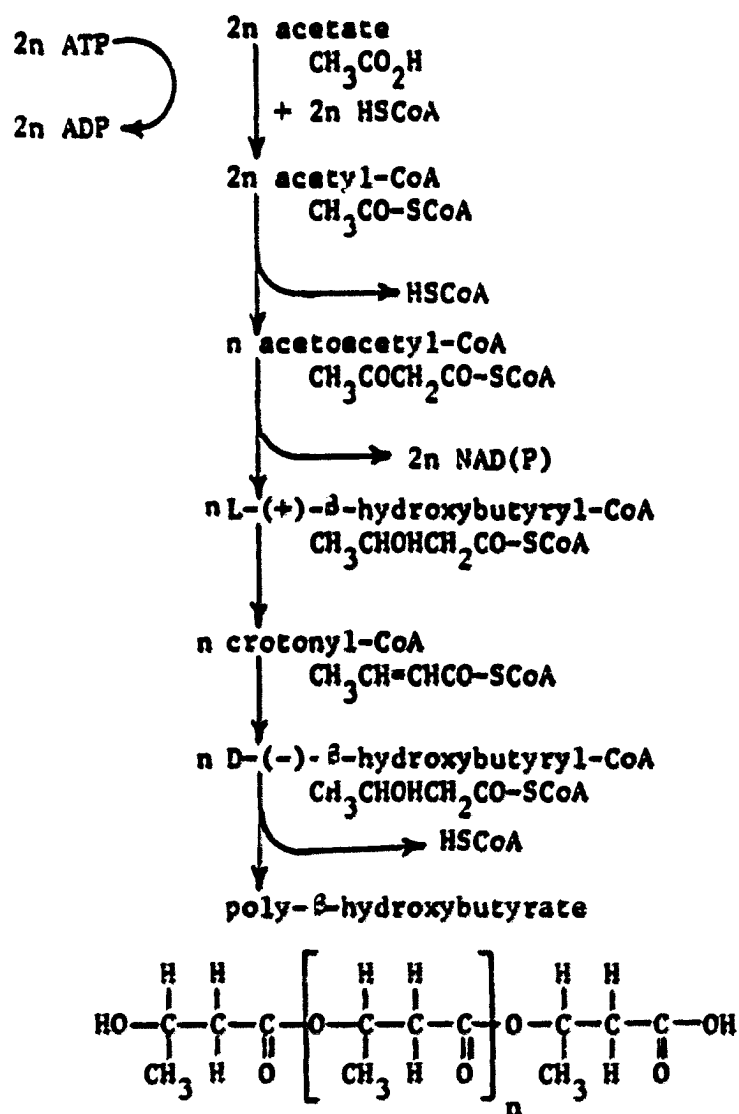 2n acetate
2n ATP
CH3CO2H
+ 2n HSCoA
2n ADP
2n acetyl-CoA
CH3CO-SCoA
HSCoA
n acetoacetyl-CoA
CH3COCH2CO-SCoA
2n NAD(P)
n L-(+)-β-hydroxybutyryl-CoA
CH3CHOHCH2CO-SCoA
n crotonyl-CoA
CH3CH=CHCO-SCoA
n D-(-)-β-hydroxybutyryl-CoA
CH3CHOHCH2CO-SCoA
HSCoA
poly-β-hydroxybutyrate
H H H H H H
HO-C-C-C-O-C-C-C-O-C-C-C-OH
CH3 H O CH3 H O CH3 H O
n